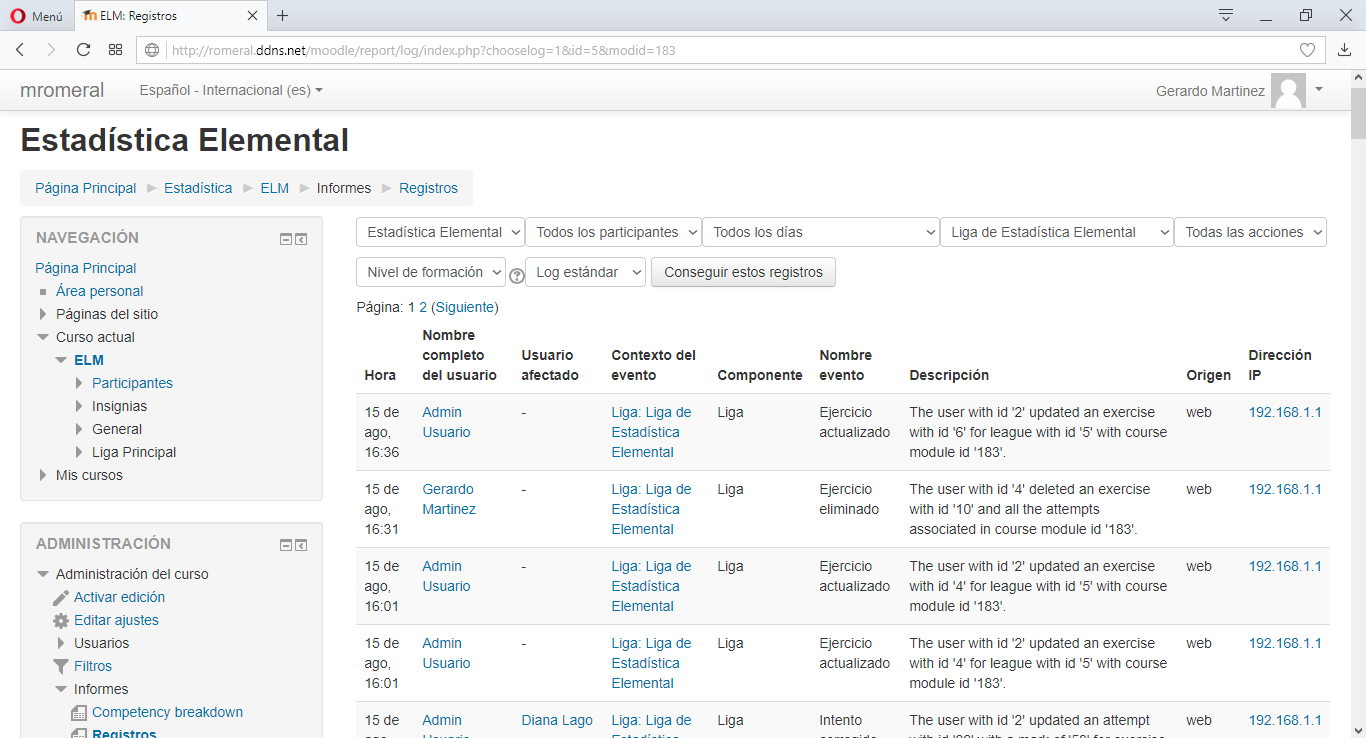 Menú
ELM: Registros
http://romeral.ddns.net/moodle/report/log/index.php?chooselog=1&id=5&modid=183
mromeral
Español - Internacional (es)
Gerardo Martinez
Estadística Elemental
Página Principal
Estadística
ELM
Informes
Registros
NAVEGACIÓN
Página Principal
Área personal
Páginas del sitio
Curso actual
ELM
Participantes
Insignias
General
Liga Principal
Mis cursos
ADMINISTRACIÓN
Administración del curso
Activar edición
Editar ajustes
Usuarios
Filtros
Informes
Competency breakdown
Registros
Estadística Elemental
Todos los participantes
Todos los días
Liga de Estadística Elemental
Todas las acciones
Nivel de formación
Log estándar
Conseguir estos registros
Página: 1 2 (Siguiente)
Hora
Nombre
completo
del usuario
Usuario
afectado
Contexto del
evento
Componente
Nombre
evento
Descripción
Origen
Dirección
IP
15 de
ago,
16:36
Admin
Usuario
-
Liga: Liga de
Estadística
Elemental
Liga
Ejercicio
actualizado
The user with id '2' updated an exercise
with id '6' for league with id '5' with course
module id '183'.
web
192.168.1.1
15 de
ago,
16:31
Gerardo
Martinez
-
Liga: Liga de
Estadística
Elemental
Liga
Ejercicio
eliminado
The user with id '4' deleted an exercise
with id '10' and all the attempts
associated in course module id '183'.
web
192.168.1.1
15 de
ago,
16:01
Admin
Usuario
-
Liga: Liga de
Estadística
Elemental
Liga
Ejercicio
actualizado
The user with id '2' updated an exercise
with id '4' for league with id '5' with course
module id '183'.
web
192.168.1.1
15 de
ago,
16:01
Admin
Usuario
-
Liga: Liga de
Estadística
Elemental
Liga
Ejercicio
actualizado
The user with id '2' updated an exercise
with id '4' for league with id '5' with course
module id '183'.
web
192.168.1.1
15 de
Admin
Diana Lago
Liga: Liga de
Liga
Intento
The user with id '2' updated an attempt
web
192.168.1.1